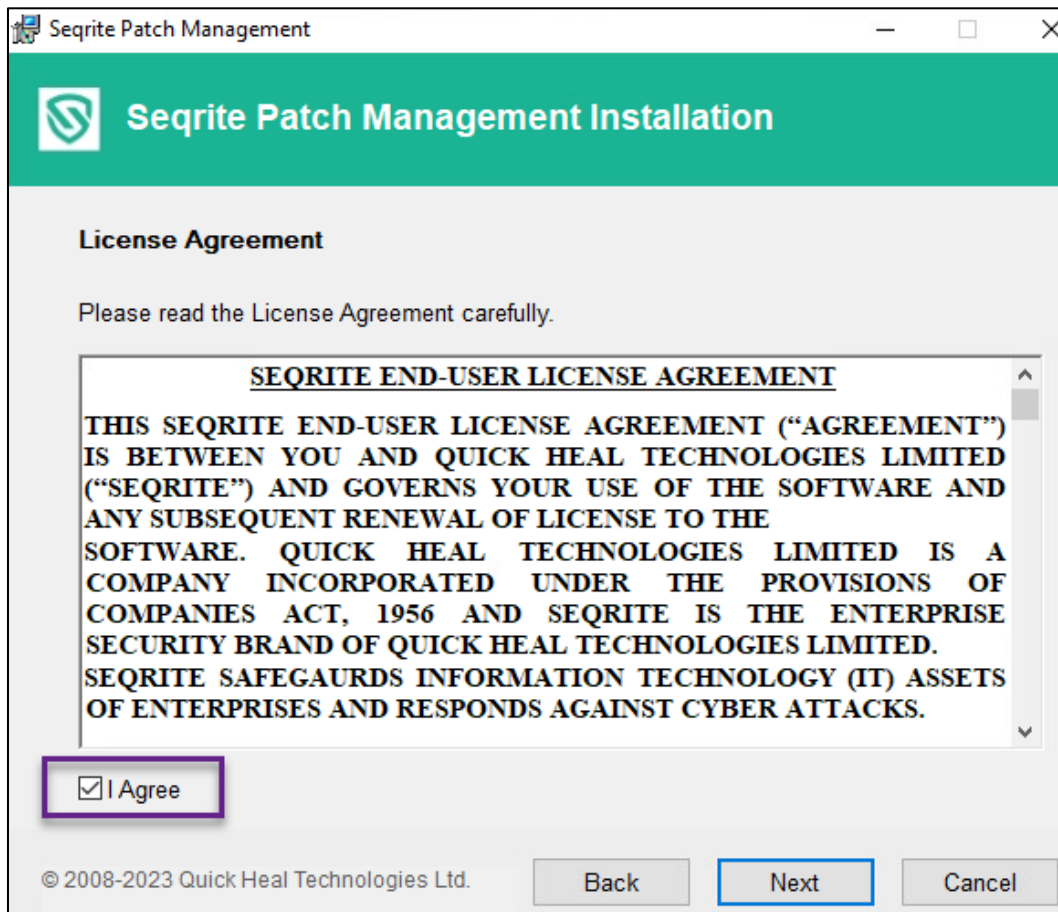 Seqrite Patch Management
Seqrite Patch Management Installation
License Agreement
Please read the License Agreement carefully.
SEQRITE END-USER LICENSE AGREEMENT
THIS SEQRITE END-USER LICENSE AGREEMENT (“AGREEMENT”)
IS BETWEEN YOU AND QUICK HEAL TECHNOLOGIES LIMITED
(“SEQRITE”) AND GOVERNS YOUR USE OF THE SOFTWARE AND
ANY SUBSEQUENT RENEWAL OF LICENSE TO THE
SOFTWARE. QUICK HEAL TECHNOLOGIES LIMITED IS A
COMPANY INCORPORATED UNDER THE PROVISIONS OF
COMPANIES ACT, 1956 AND SEQRITE IS THE ENTERPRISE
SECURITY BRAND OF QUICK HEAL TECHNOLOGIES LIMITED.
SEQRITE SAFEGAURDS INFORMATION TECHNOLOGY (IT) ASSETS
OF ENTERPRISES AND RESPONDS AGAINST CYBER ATTACKS.
I Agree
© 2008-2023 Quick Heal Technologies Ltd.
Back
Next
Cancel